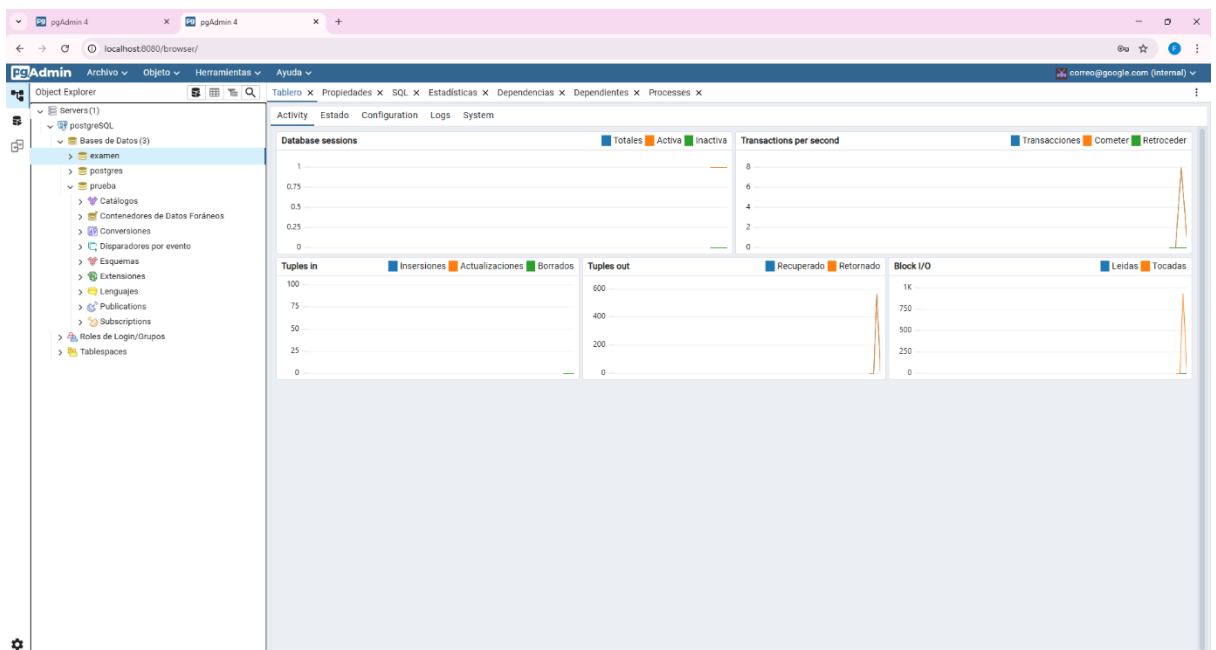 pgAdmin 4
pgAdmin 4
localhost:8080/browser/
PgAdmin Archivo Objeto Herramientas Ayuda
correo@google.com (internal)
Object Explorer
Tablero Propiedades SQL Estadísticas Dependencias Dependientes Processes
Servers (1)
postgreSQL
Bases de Datos (3)
examen
postgres
prueba
Catálogos
Contenedores de Datos Foráneos
Conversiones
Disparadores por evento
Esquemas
Extensiones
Lenguajes
Publications
Subscriptions
Roles de Login/Grupos
Tablespaces
Activity Estado Configuration Logs System
Database sessions
Totales Activa Inactiva
1
0.75
0.5
0.25
0
Transactions per second
Transacciones Cometer Retroceder
8
6
4
2
0
Tuples in
Insersiones Actualizaciones Borrados
100
75
50
25
0
Tuples out
Recuperado Retornado
600
400
200
0
Block I/O
Leidas Tocadas
1K
750
500
250
0
F